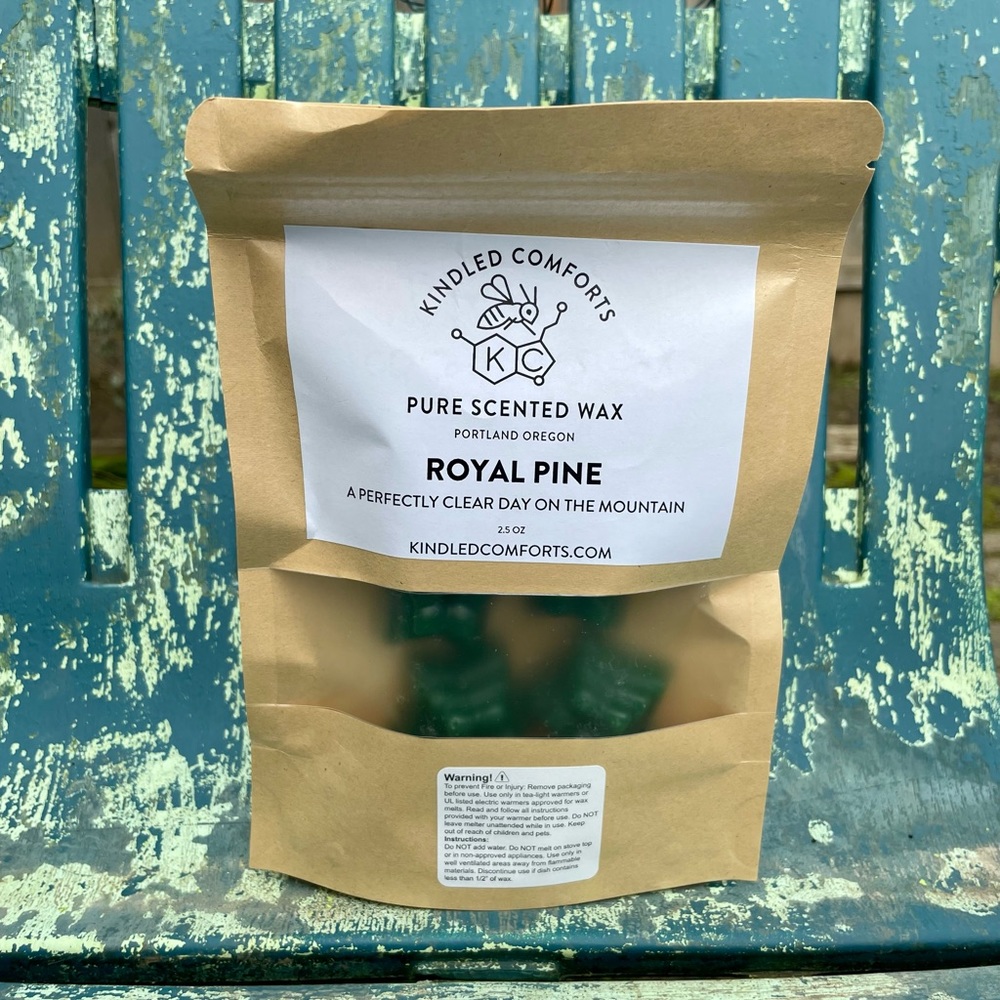 KINDLED COMFORTS
KC
PURE SCENTED WAX
PORTLAND OREGON
ROYAL PINE
A PERFECTLY CLEAR DAY ON THE MOUNTAIN
2.5 OZ
KINDLEDCOMFORTS.COM
Warning!
To prevent Fire or Injury: Remove packaging
before use. Use only in tea-light warmers or
UL listed electric warmers approved for wax
melts. Read and follow all instructions
provided with your warmer before use. Do NOT
leave melter unattended while in use. Keep
out of reach of children and pets.
Instructions:
Do NOT add water. Do NOT melt on stove top
or in non-approved appliances. Use only in
well ventilated areas away from flammable
materials. Discontinue use if dish contains
less than 1/2" of wax.